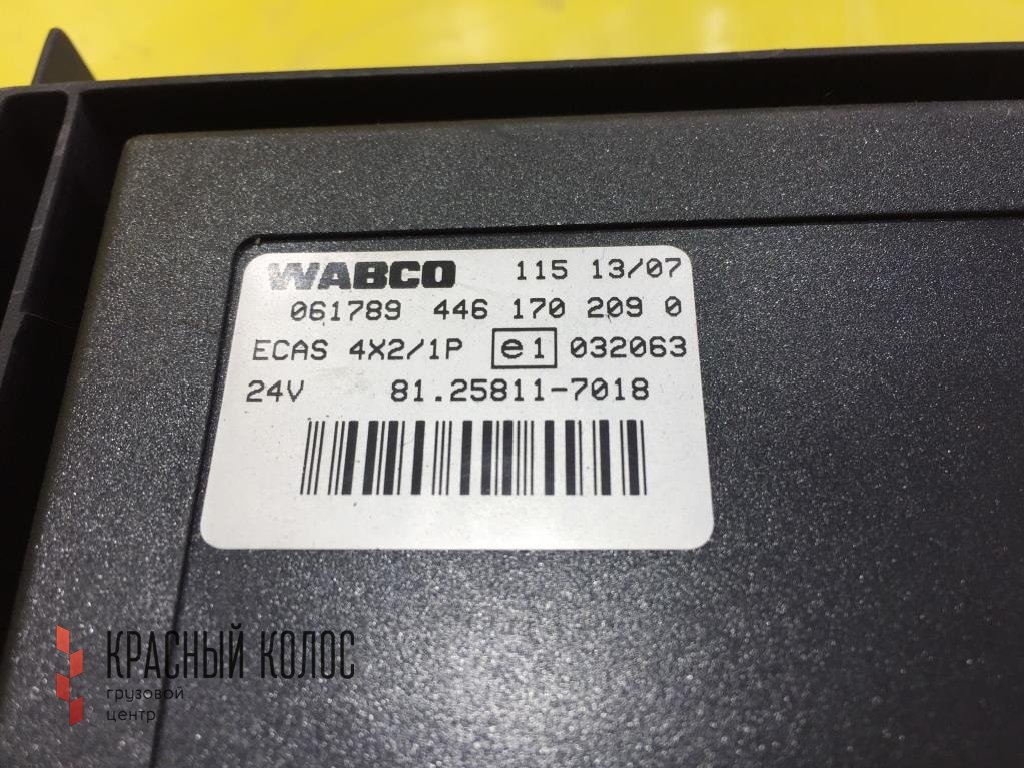 WABCO 115 13/07
061789 446 170 209 0
ECAS 4X2/1P e1 032063
24V 81.25811-7018
КРАСНЫЙ КОЛОС
грузовой
центр